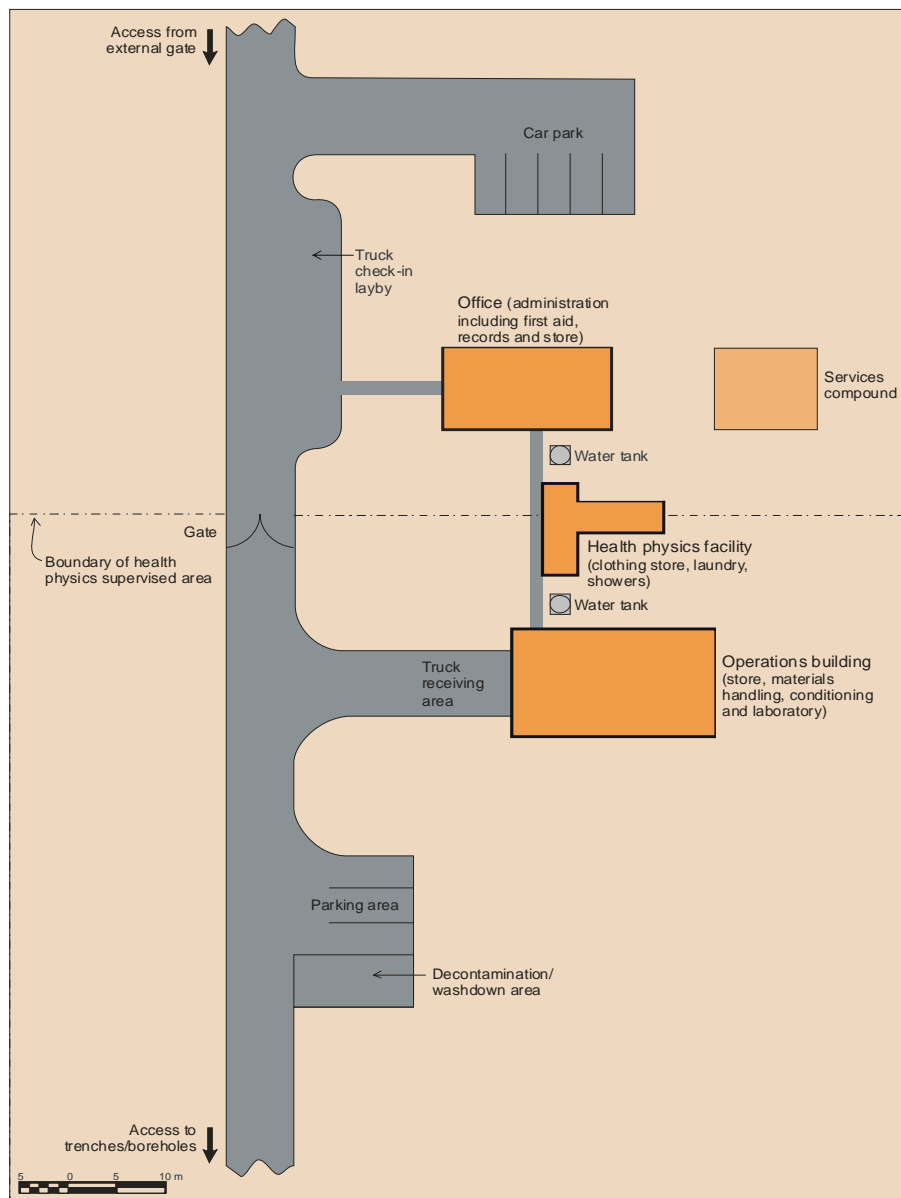 Access from
external gate
Car park
Truck
check-in
layby
Office (administration
including first aid,
records and store)
Services
compound
Water tank
Gate
Boundary of health
physics supervised area
Health physics facility
(clothing store, laundry,
showers)
Water tank
Truck
receiving
area
Operations building
(store, materials
handling, conditioning
and laboratory)
Parking area
Decontamination/
washdown area
Access to
trenches/boreholes
5 0 5 10 m